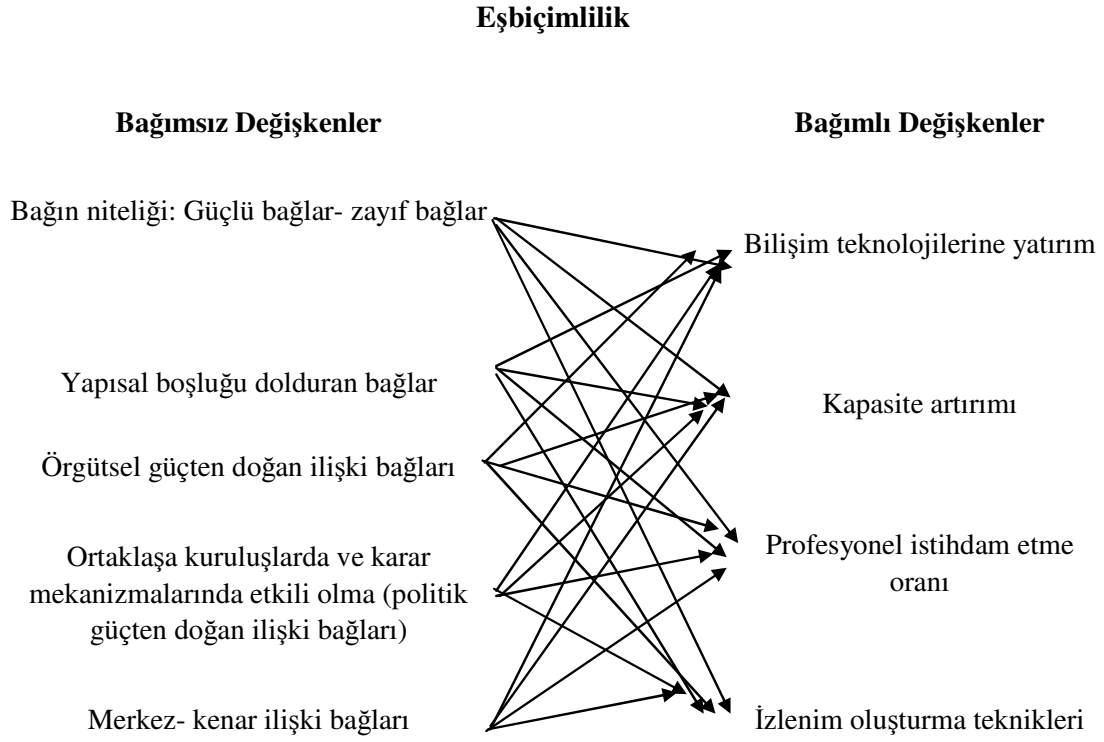 Eşbiçimlilik
Bağımsız Değişkenler
Bağımlı Değişkenler
Bağın niteliği: Güçlü bağlar- zayıf bağlar
Yapısal boşluğu dolduran bağlar
Örgütsel güçten doğan ilişki bağları
Ortaklaşa kuruluşlarda ve karar
mekanizmalarında etkili olma (politik
güçten doğan ilişki bağları)
Merkez- kenar ilişki bağları
Bilişim teknolojilerine yatırım
Kapasite artırımı
Profesyonel istihdam etme
oranı
İzlenim oluşturma teknikleri